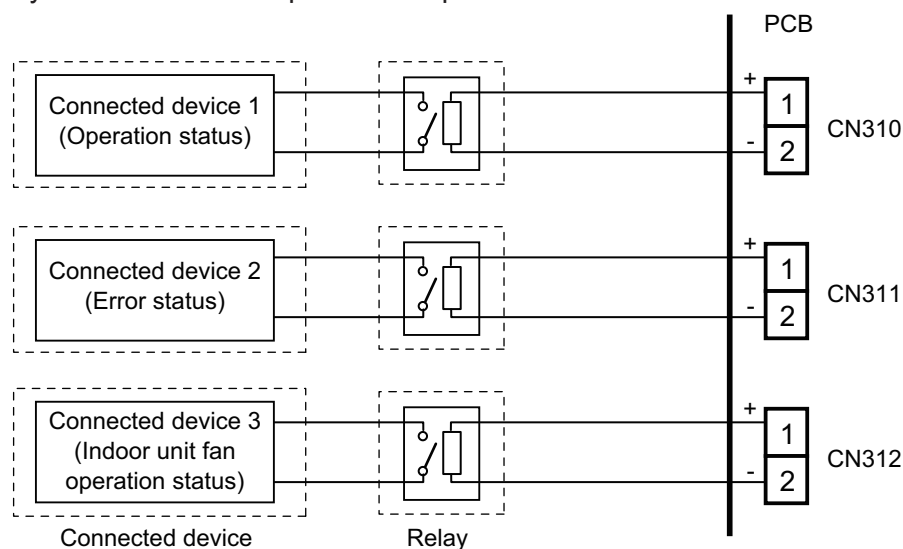 PCB
Connected device 1
(Operation status)
+
1
-
2
CN310
Connected device 2
(Error status)
+
1
-
2
CN311
Connected device 3
(Indoor unit fan
operation status)
+
1
-
2
CN312
Connected device
Relay